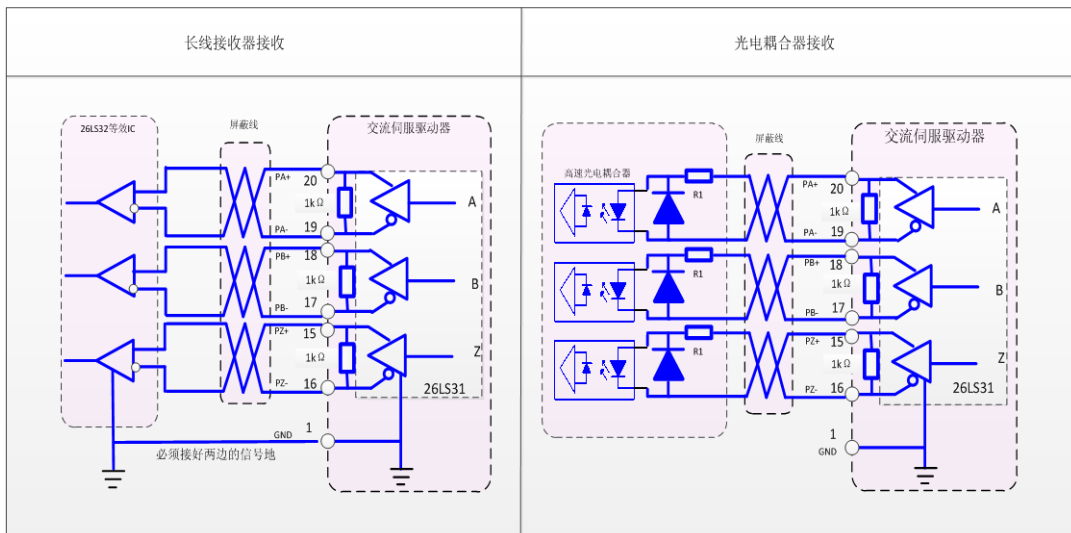 长线接收器接收
光电耦合器接收
26LS32等效IC
屏蔽线
交流伺服驱动器
PA+
20
1kΩ
A
PA-
19
PB+
18
1kΩ
B
PB-
17
PZ+
15
1kΩ
Z
PZ-
16
26LS31
GND
1
必须接好两边的信号地
高速光电耦合器
屏蔽线
交流伺服驱动器
R1
PA+
20
1kΩ
A
PA-
19
R1
PB+
18
1kΩ
B
PB-
17
R1
PZ+
15
1kΩ
Z
PZ-
16
26LS31
1
GND